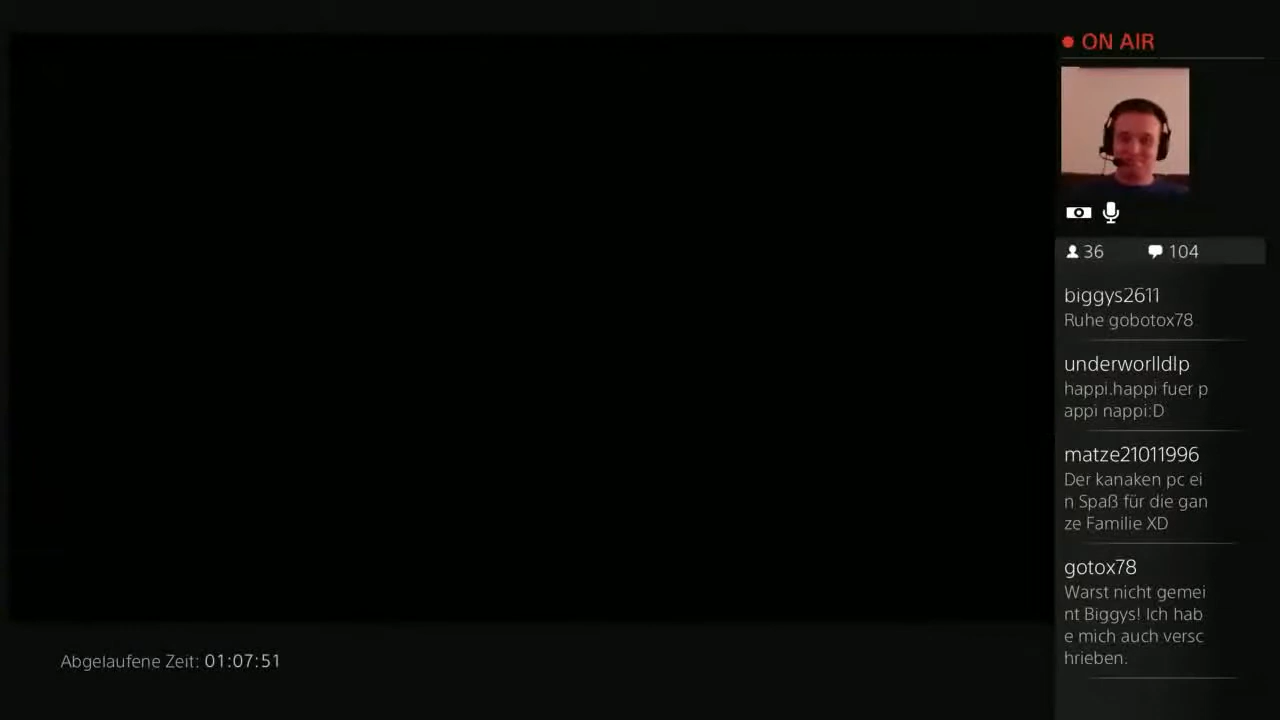 ON AIR
36 104
biggys2611
Ruhe gobotox78
underworlldlp
happi.happi fuer p
appi nappi:D
matze21011996
Der kanaken pc ei
n Spaß für die gan
ze Familie XD
gotox78
Warst nicht gemei
nt Biggys! Ich hab
e mich auch versc
hrieben.
Abgelaufene Zeit: 01:07:51